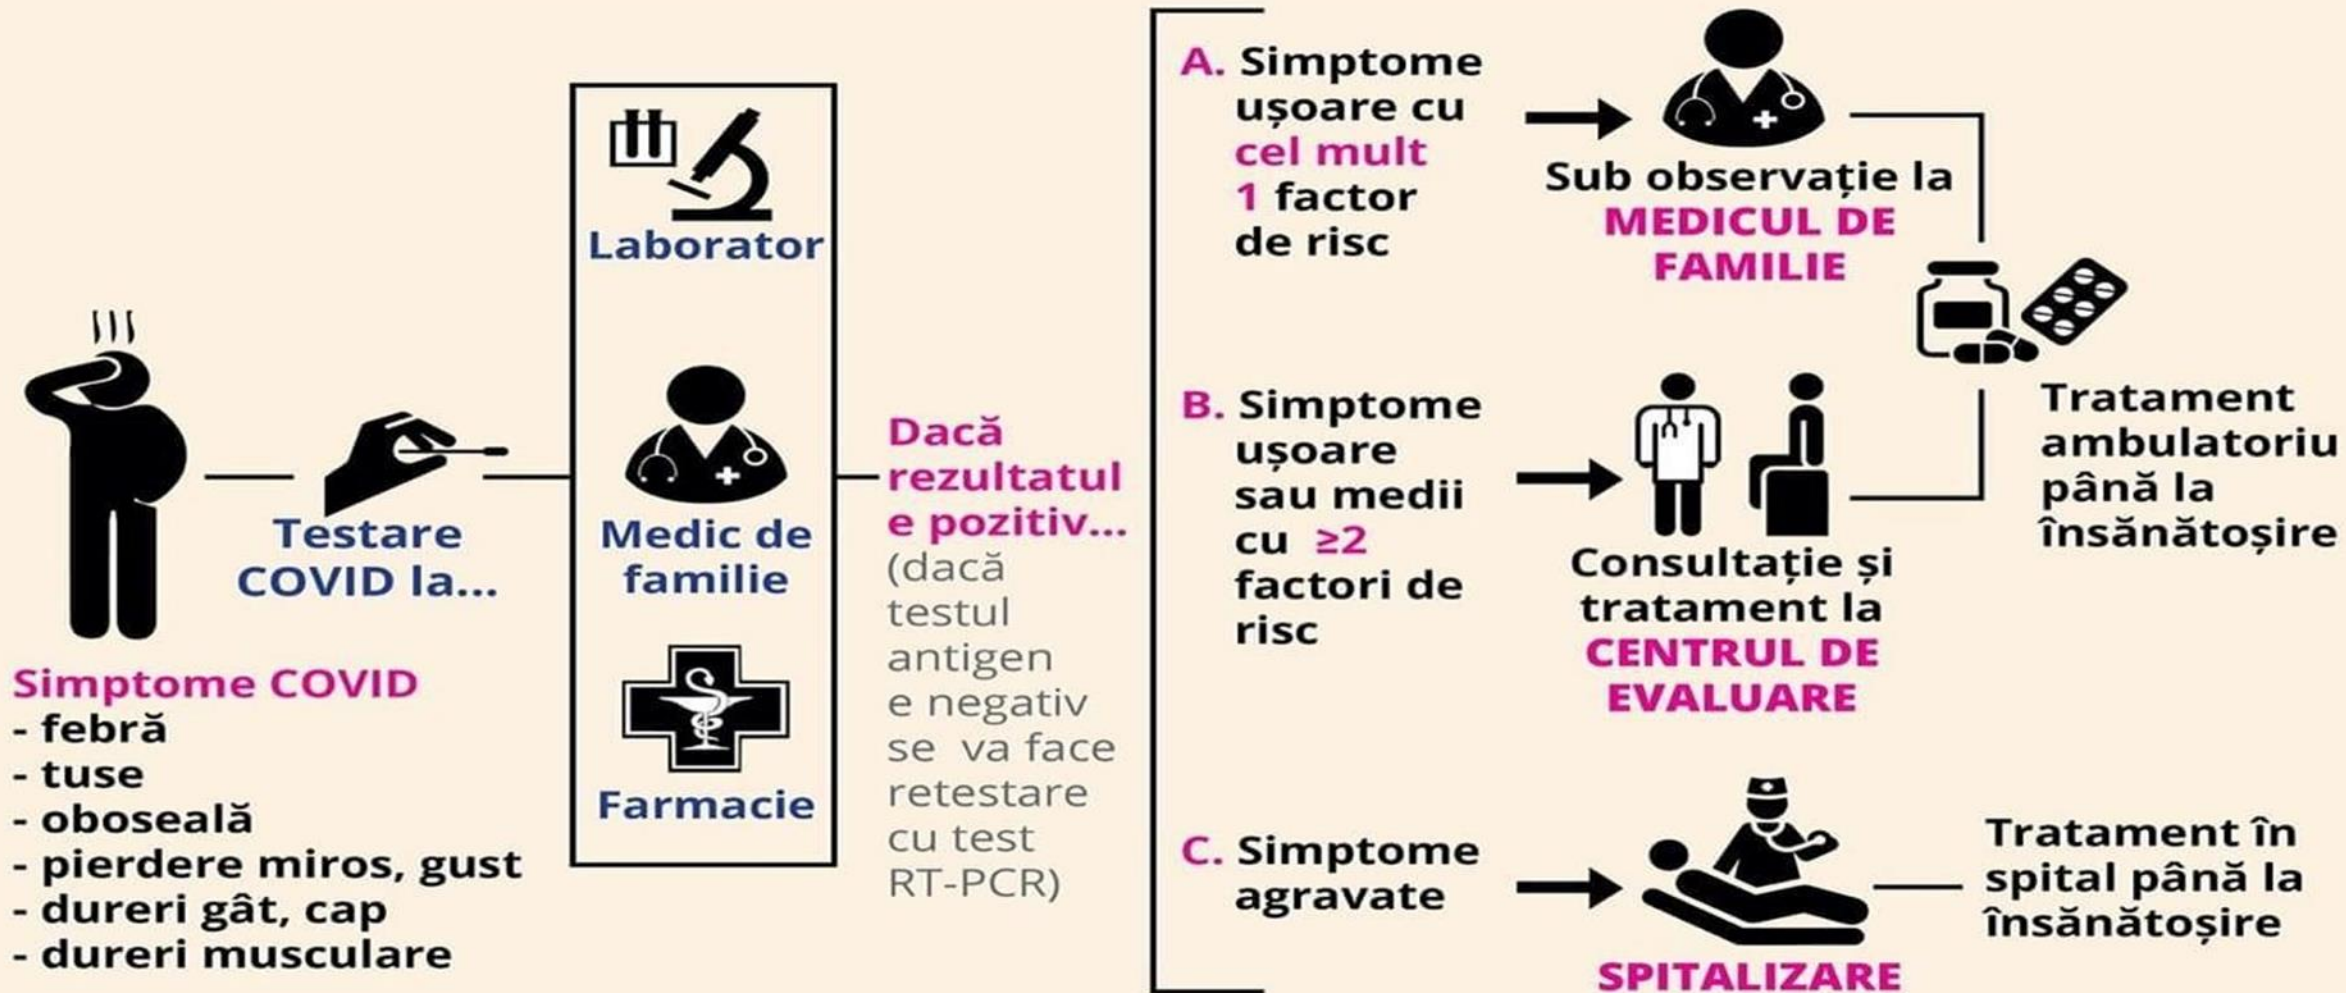 Simptome COVID
- febră
- tuse
- oboseală
- pierdere miros, gust
- dureri gât, cap
- dureri musculare
Testare
COVID la...
Laborator
Medic de
familie
Farmacie
Dacă
rezultatul
e pozitiv...
(dacă
testul
antigen
e negativ
se va face
retestare
cu test
RT-PCR)
A. Simptome
ușoare cu
cel mult
1 factor
de risc
Sub observație la
MEDICUL DE
FAMILIE
B. Simptome
ușoare
sau medii
cu ≥2
factori de
risc
Consultație și
tratament la
CENTRUL DE
EVALUARE
Tratament
ambulatoriu
până la
însănătoșire
C. Simptome
agravate
SPITALIZARE
Tratament în
spital până la
însănătoșire